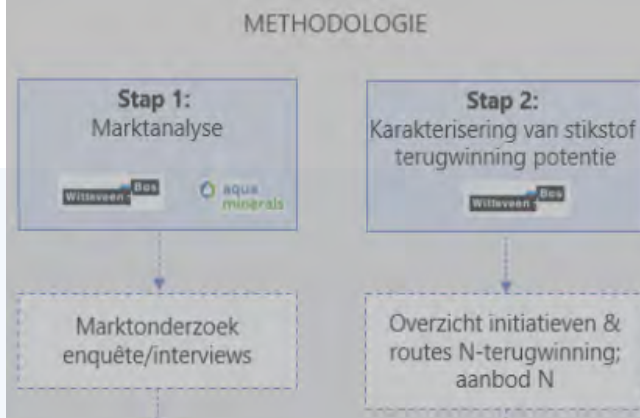 METHODOLOGIE
Stap 1:
Marktanalyse
Witteveen
Bos
aqua
minerals
Marktonderzoek
enquête/interviews
Stap 2:
Karakterisering van stikstof
terugwinning potentie
Witteveen
Bos
Overzicht initiatieven &
routes N-terugwinning;
aanbod N